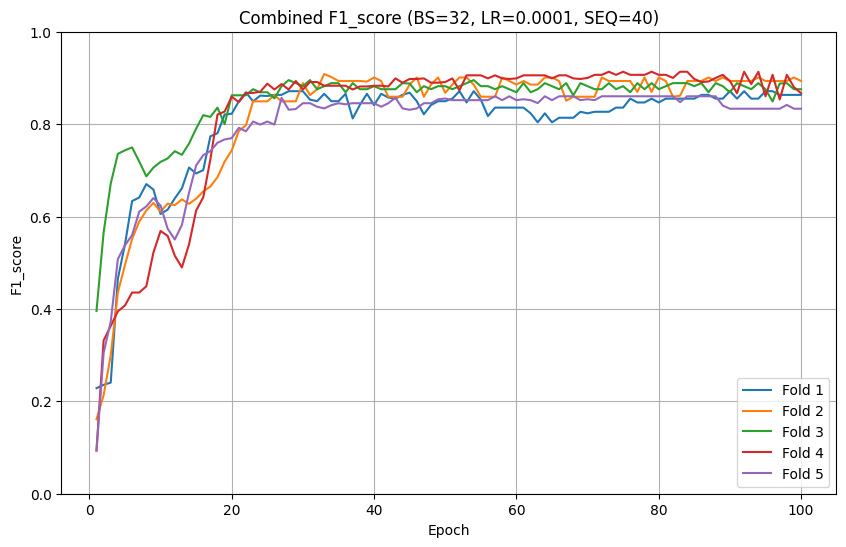 Combined F1_score (BS=32, LR=0.0001, SEQ=40)
F1_score
1.0
0.8
0.6
0.4
0.2
0.0
0
20
40
60
80
100
Epoch
Fold 1
Fold 2
Fold 3
Fold 4
Fold 5